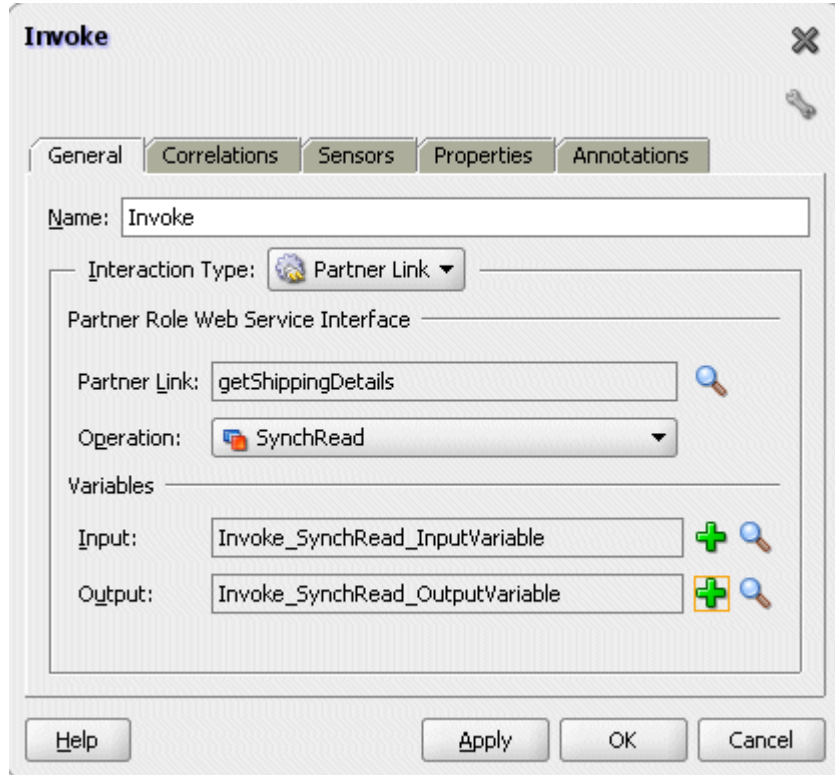 Invoke
General Correlations Sensors Properties Annotations
Name: Invoke
Interaction Type: Partner Link
Partner Role Web Service Interface
Partner Link: getShippingDetails
Operation: SynchRead
Variables
Input: Invoke_SynchRead_InputVariable
Output: Invoke_SynchRead_OutputVariable
Help Apply OK Cancel